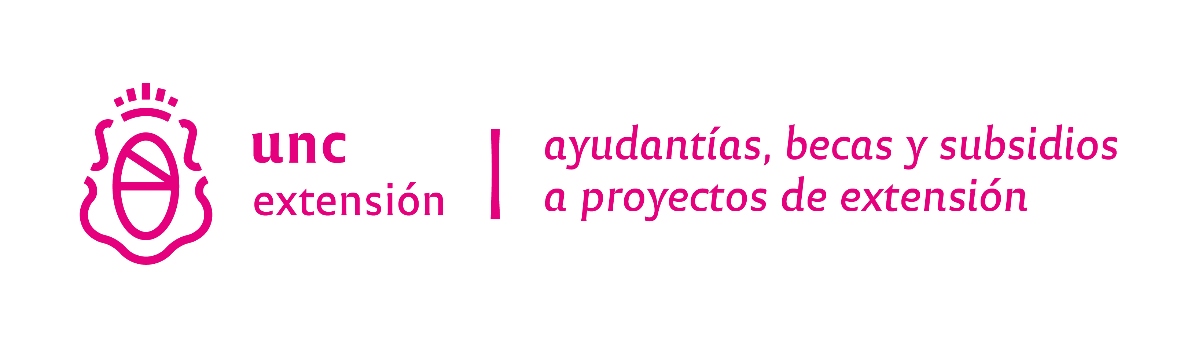 unc
extensión
ayudantías, becas y subsidios
a proyectos de extensión